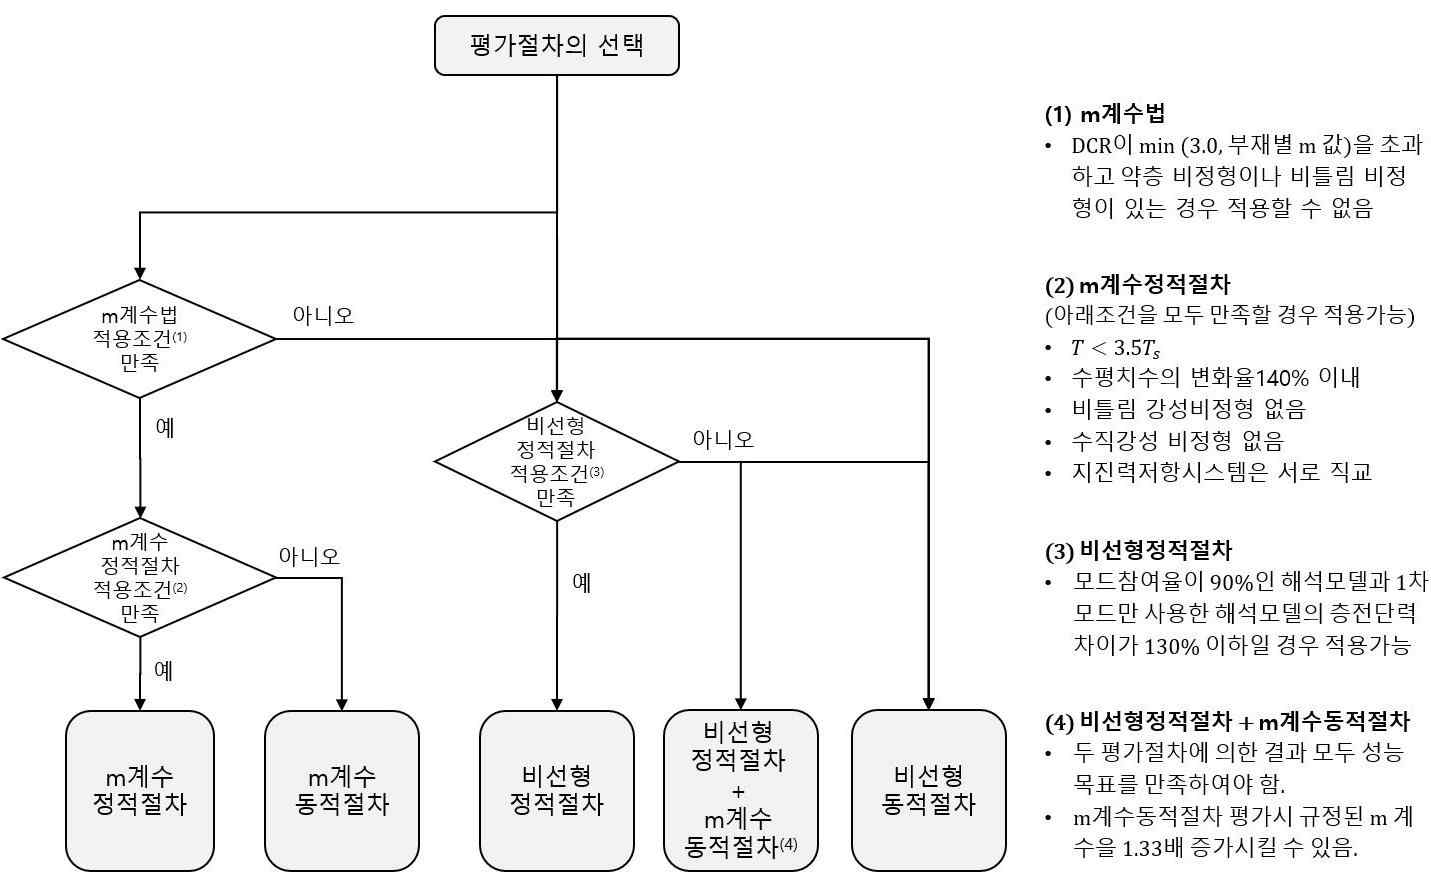 평가절차의 선택
m계수법
적용조건(1)
만족
아니오
예
비선형
정적절차
적용조건(3)
만족
아니오
예
m계수
정적절차
적용조건(2)
만족
아니오
예
m계수
정적절차
m계수
동적절차
비선형
정적절차
비선형
정적절차
+
m계수
동적절차(4)
비선형
동적절차
(1) m계수법
• DCR이 min (3.0, 부재별 m 값)을 초과
하고 약층 비정형이나 비틀림 비정
형이 있는 경우 적용할 수 없음
(2) m계수정적절차
(아래조건을 모두 만족할 경우 적용가능)
• T < 3.5Ts
• 수평치수의 변화율140% 이내
• 비틀림 강성비정형 없음
• 수직강성 비정형 없음
• 지진력저항시스템은 서로 직교
(3) 비선형정적절차
• 모드참여율이 90%인 해석모델과 1차
모드만 사용한 해석모델의 층전단력
차이가 130% 이하일 경우 적용가능
(4) 비선형정적절차 + m계수동적절차
• 두 평가절차에 의한 결과 모두 성능
목표를 만족하여야 함.
• m계수동적절차 평가시 규정된 m 계
수을 1.33배 증가시킬 수 있음.